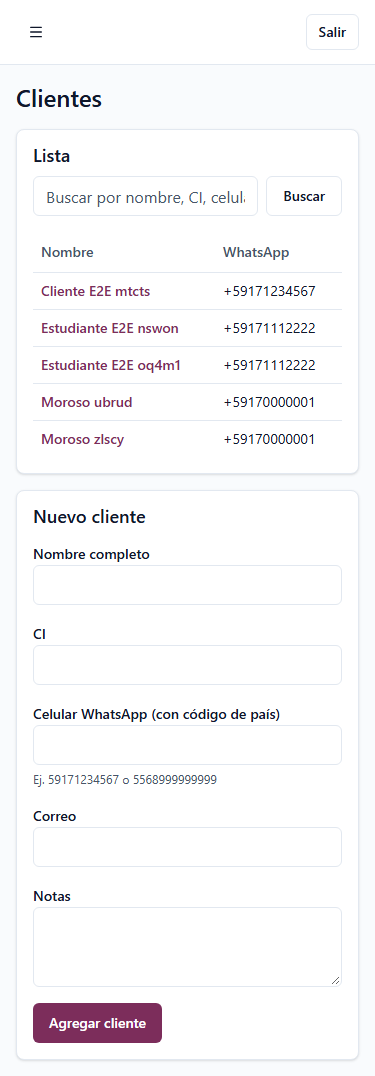 Salir
Clientes
Lista
Buscar por nombre, CI, celula
Buscar
Nombre WhatsApp
Cliente E2E mtcts +59171234567
Estudiante E2E nswon +59171112222
Estudiante E2E oq4m1 +59171112222
Moroso ubrud +59170000001
Moroso zlscy +59170000001
Nuevo cliente
Nombre completo
CI
Celular WhatsApp (con código de país)
Ej. 59171234567 o 5568999999999
Correo
Notas
Agregar cliente